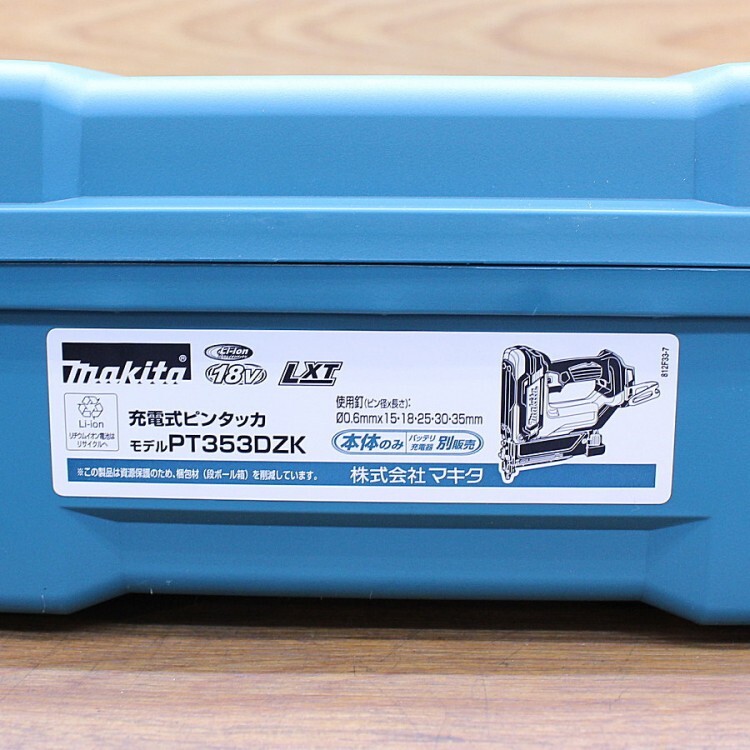 makita®
Li-ion
18V
LXT
Li-ion
リチウムイオン電池は
リサイクルへ
充電式ピンタッカ
モデルPT353DZK
使用釘(ピン径x長さ):
Ø0.6mmx15・18・25・30・35mm
本体のみ バッテリ 充電器 別販売
※この製品は資源保護のため、梱包材(段ボール箱)を削減しています。
株式会社マキタ
812F33-7
makita